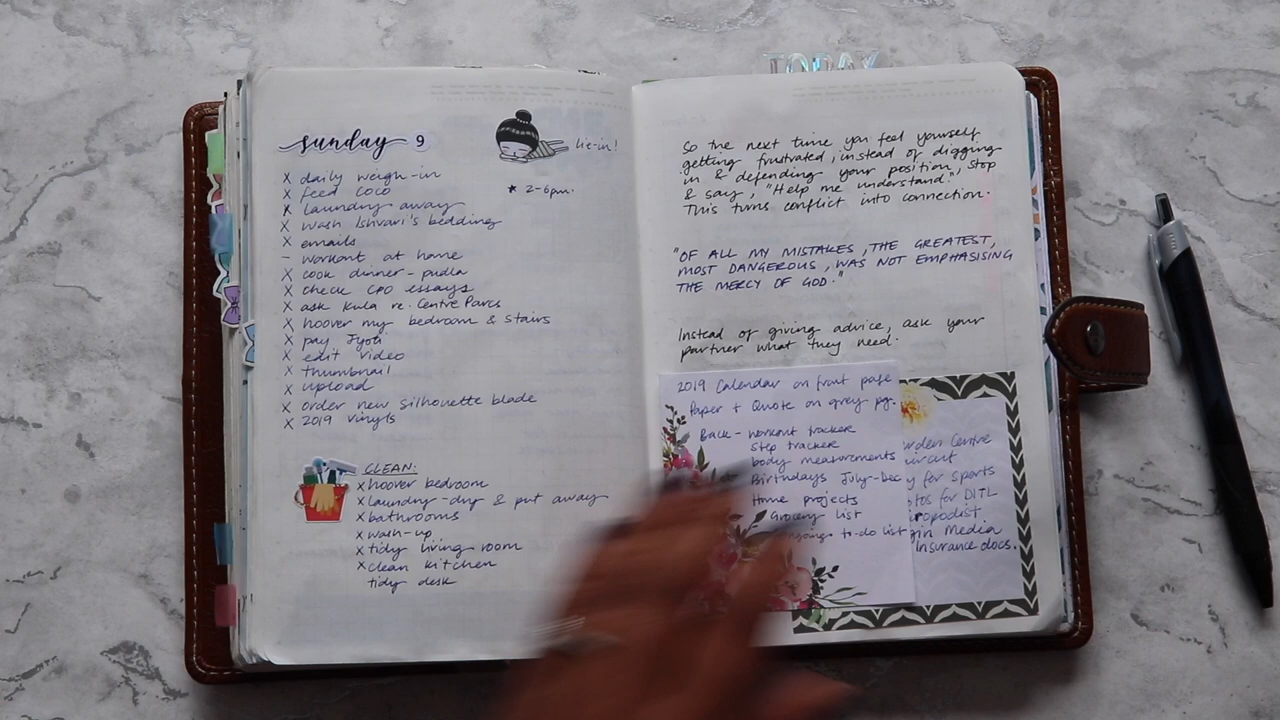 TODAY
sunday 9
lie-in!
x daily weigh-in
x feed coco
x laundry away
x wash Ishvari's bedding
x emails
- workout at home
x cook dinner - pudla
x check CPO essays
x ask Kula re: Centre Parcs
x hoover my bedroom & stairs
x pay Jyoti
x edit video
x thumbnail
x upload
x order new silhouette blade
x 2019 vinyls
* 2-6pm.
CLEAN:
x hoover bedroom
x laundry - dry & put away
x bathrooms
x wash-up
x tidy living room
x clean kitchen
tidy desk
So the next time you feel yourself
getting frustrated, instead of digging
in & defending your position, stop
& say, "Help me understand".
This turns conflict into connection.
"OF ALL MY MISTAKES, THE GREATEST,
MOST DANGEROUS, WAS NOT EMPHASISING
THE MERCY OF GOD."
Instead of giving advice, ask your
partner what they need.
2019 Calendar on front page
Paper + Quote on grey pg.
Back - workout tracker
step tracker
body measurements
Birthdays July-Dec
Home projects
Grocery list
to-do list
Centre
for sports
for DITL
Media
Insurance docs.